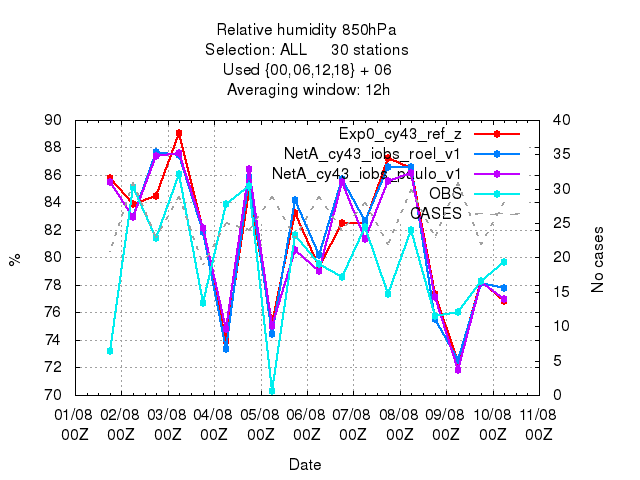 Relative humidity 850hPa
Selection: ALL 30 stations
Used {00,06,12,18} + 06
Averaging window: 12h
90 88 86 84 82 80 78 76 74 72 70
%
40 35 30 25 20 15 10 5 0
No cases
Exp0_cy43_ref_z
NetA_cy43_iobs_roel_v1
NetA_cy43_iobs_paulo_v1
OBS
CASES
01/08 02/08 03/08 04/08 05/08 06/08 07/08 08/08 09/08 10/08 11/08
00Z 00Z 00Z 00Z 00Z 00Z 00Z 00Z 00Z 00Z 00Z
Date